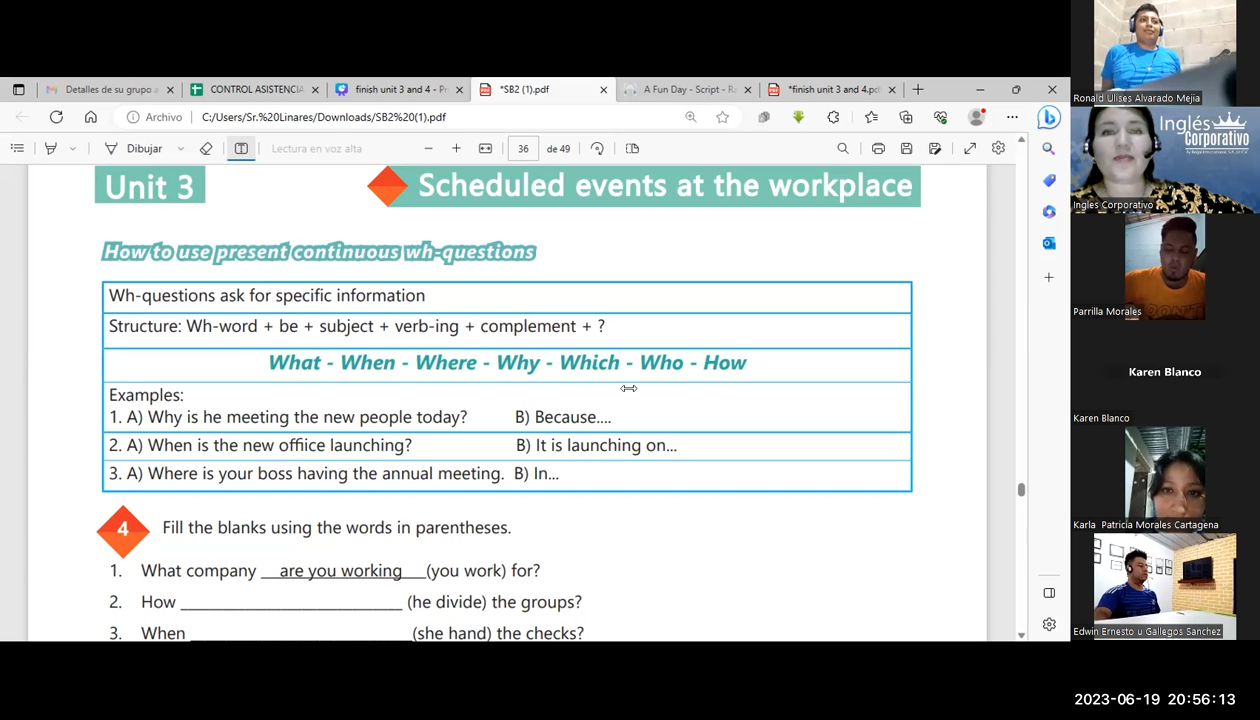 Detalles de su grupo a
CONTROL ASISTENCIA
finish unit 3 and 4 - Pr
*SB2 (1).pdf
A Fun Day - Script - Ra
*finish unit 3 and 4.pd
Archivo
C:/Users/Sr.%20Linares/Downloads/SB2%20(1).pdf
Dibujar
Lectura en voz alta
36
de 49
Unit 3
Scheduled events at the workplace
How to use present continuous wh-questions
Wh-questions ask for specific information
Structure: Wh-word + be + subject + verb-ing + complement + ?
What - When - Where - Why - Which - Who - How
Examples:
1. A) Why is he meeting the new people today? B) Because....
2. A) When is the new offiice launching? B) It is launching on...
3. A) Where is your boss having the annual meeting. B) In...
4 Fill the blanks using the words in parentheses.
1. What company __are you working___(you work) for?
2. How ________________________ (he divide) the groups?
3. When ________________________ (she hand) the checks?
Ronald Ulises Alvarado Mejia
Inglés
Corporativo
Ingles Corporativo
Parrilla Morales
Karen Blanco
Karen Blanco
Karla Patricia Morales Cartagena
Edwin Ernesto u Gallegos Sanchez
2023-06-19 20:56:13